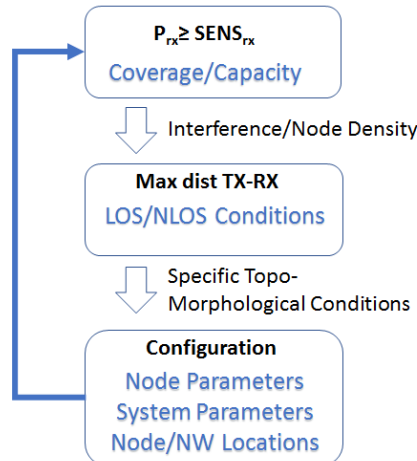 Prx≥ SENSrx
Coverage/Capacity
Interference/Node Density
Max dist TX-RX
LOS/NLOS Conditions
Specific Topo-
Morphological Conditions
Configuration
Node Parameters
System Parameters
Node/NW Locations